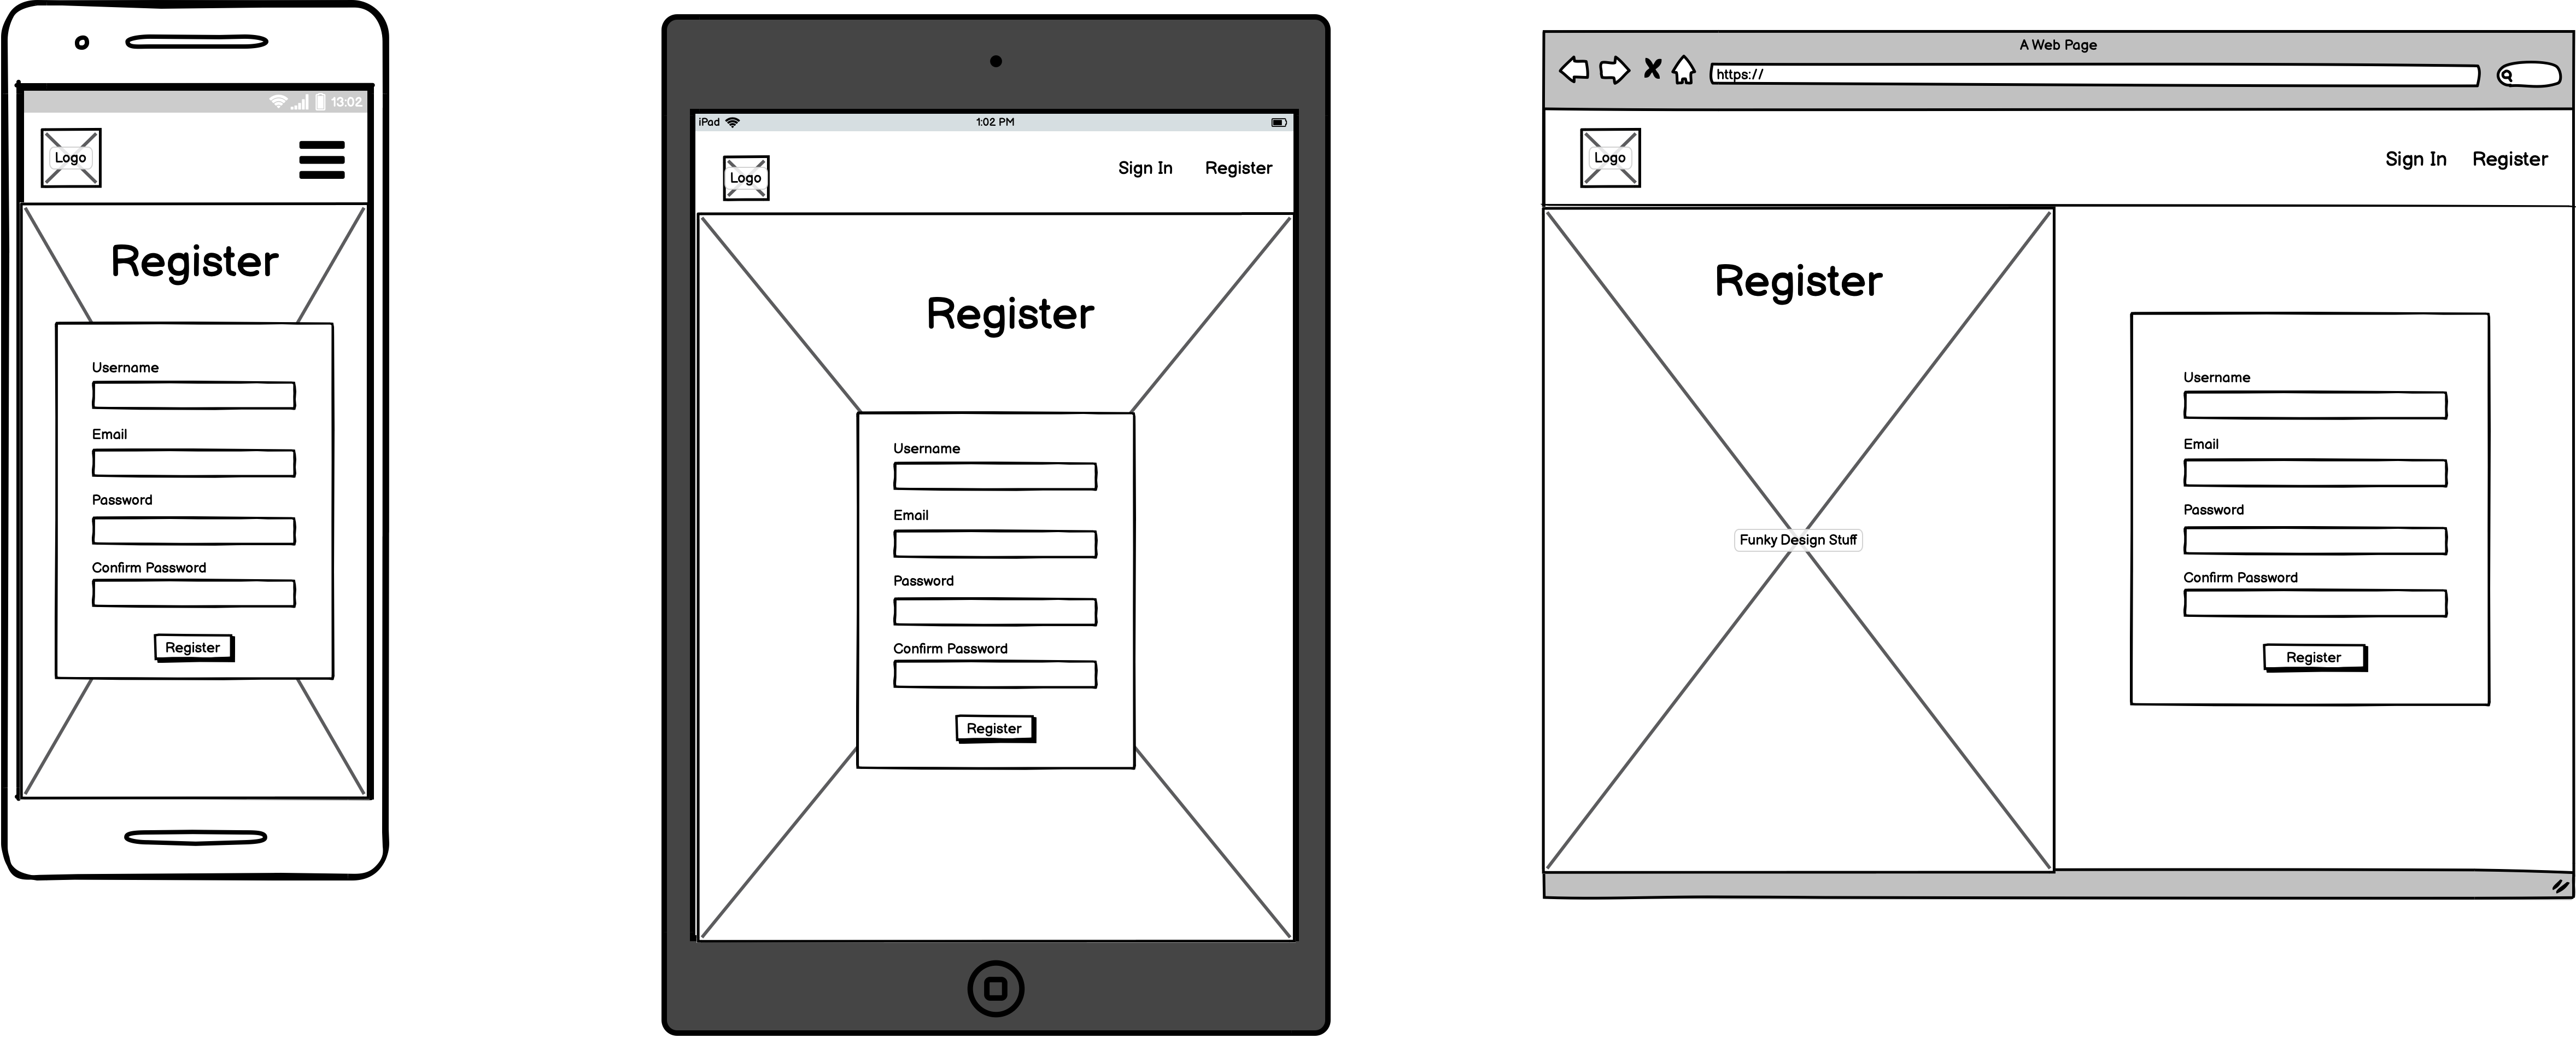 13:02
Logo
Register
Username
Email
Password
Confirm Password
Register
iPad 1:02 PM
Logo Sign In Register
Register
Username
Email
Password
Confirm Password
Register
A Web Page
https://
Logo Sign In Register
Register
Funky Design Stuff
Username
Email
Password
Confirm Password
Register